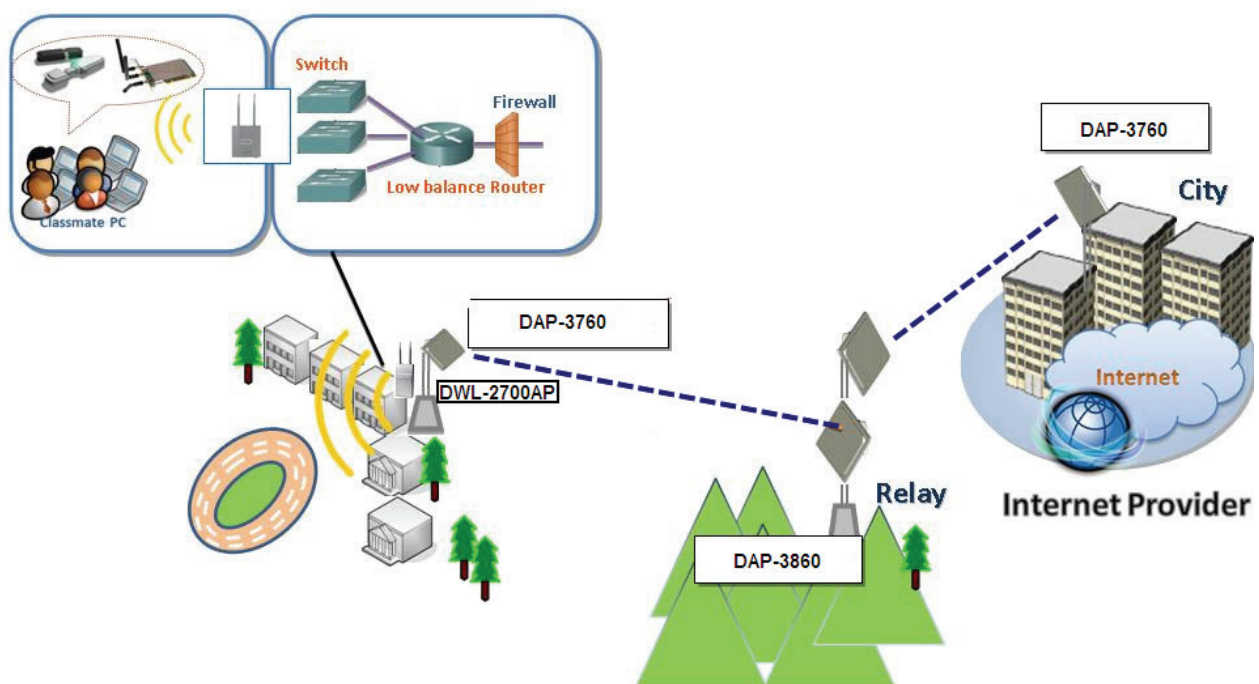 Switch
Firewall
Low balance Router
Classmate PC
DAP-3760
City
DAP-3760
DWL-2700AP
Internet
Relay
Internet Provider
DAP-3860